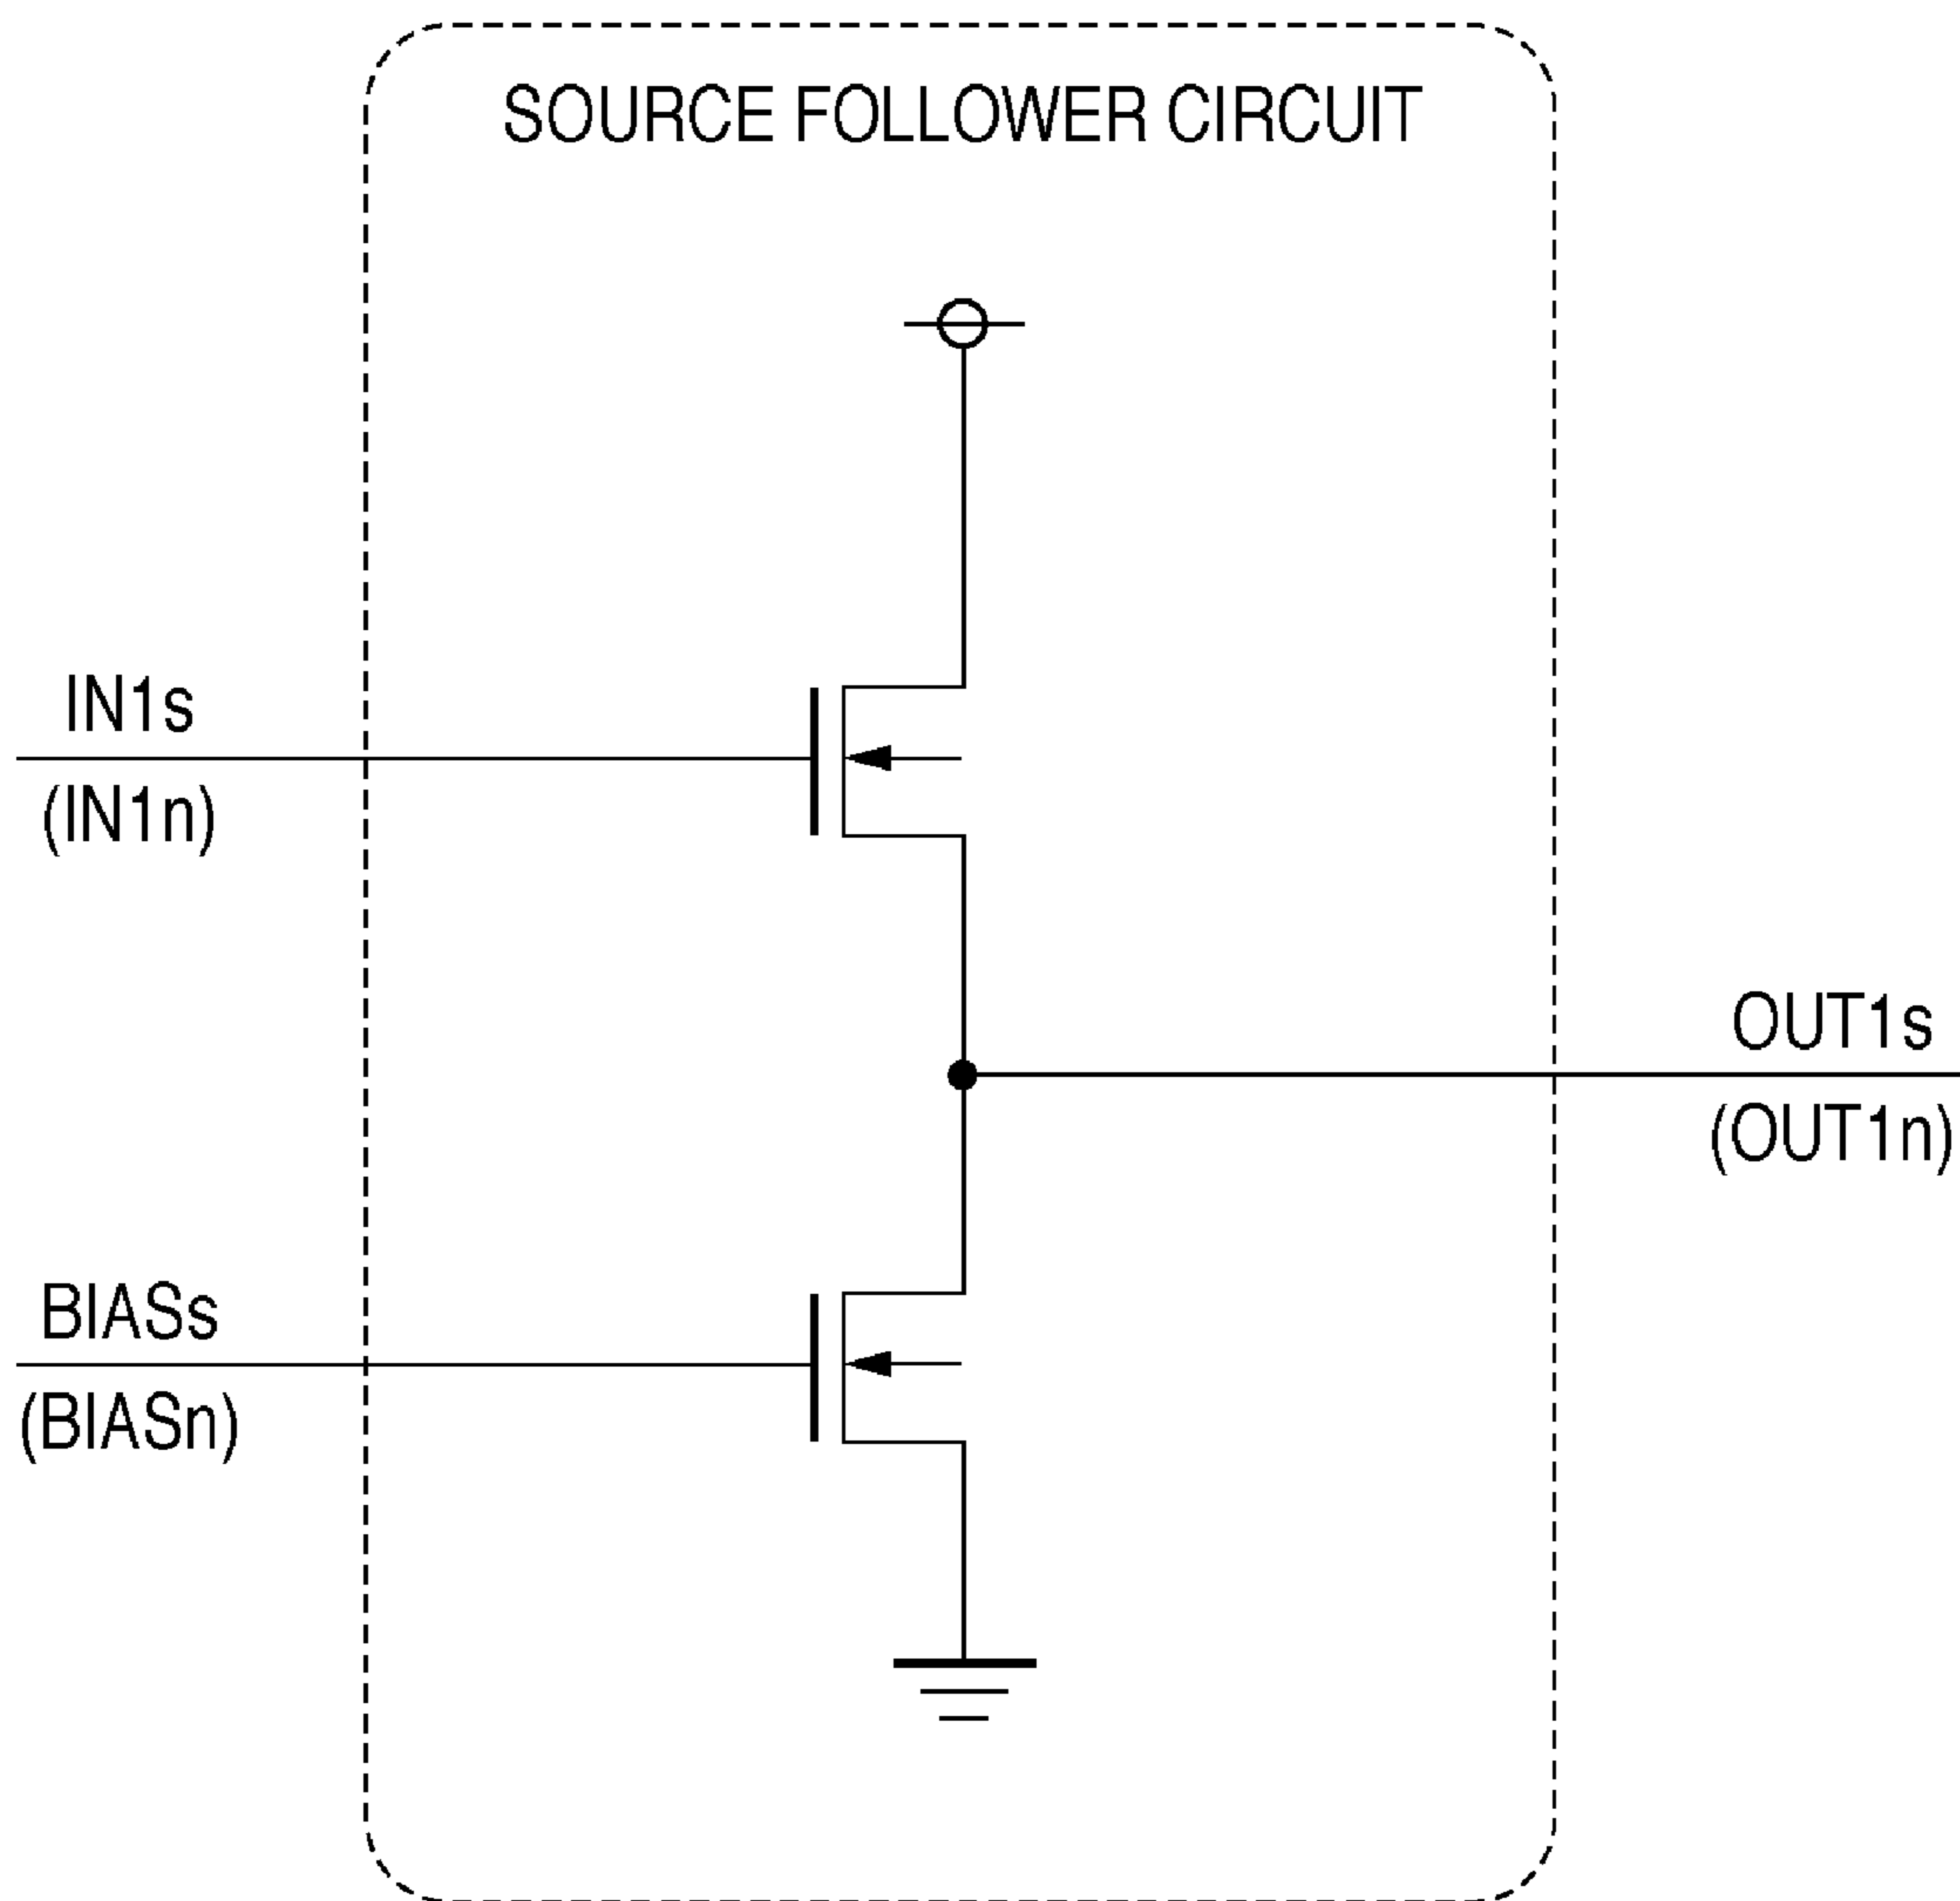 SOURCE FOLLOWER CIRCUIT
IN1s
(IN1n)
OUT1s
(OUT1n)
BIASs
(BIASn)